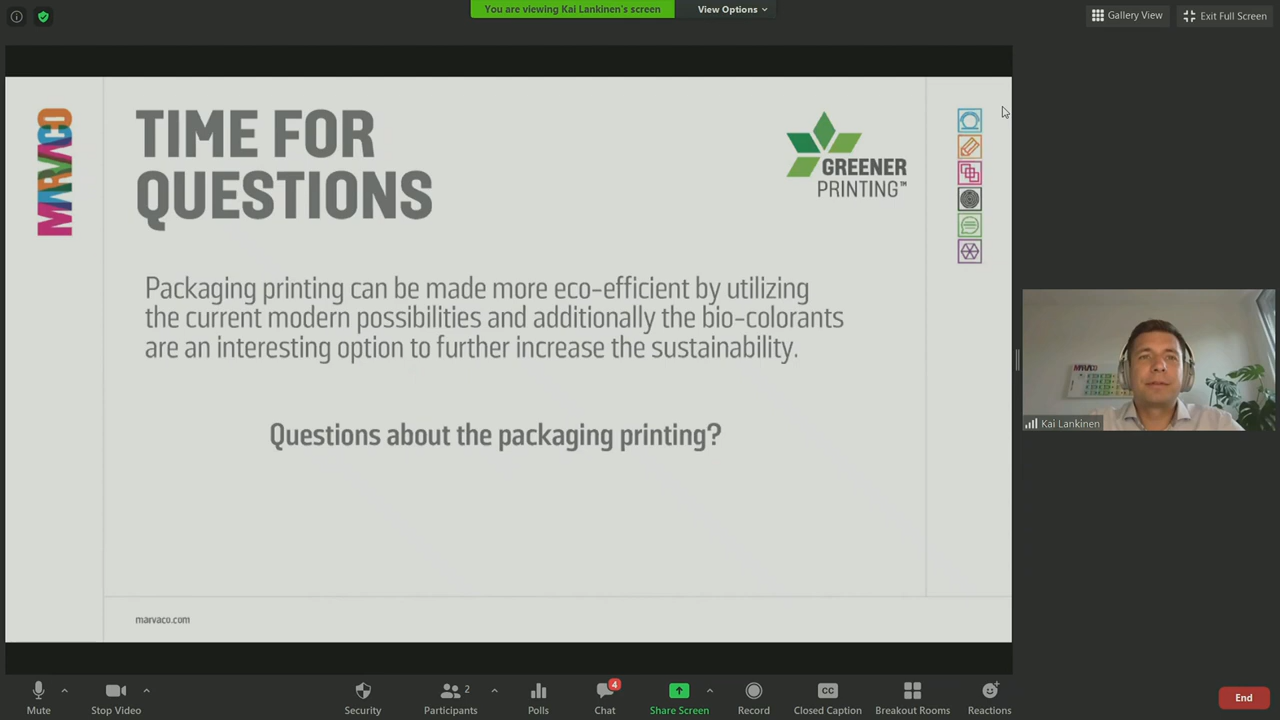 You are viewing Kai Lankinen's screen
View Options
Gallery View
Exit Full Screen
MARVACO
TIME FOR
QUESTIONS
GREENER
PRINTING™
Packaging printing can be made more eco-efficient by utilizing
the current modern possibilities and additionally the bio-colorants
are an interesting option to further increase the sustainability.
Questions about the packaging printing?
marvaco.com
MARVACO
Kai Lankinen
Mute
Stop Video
Security
2
Participants
Polls
4
Chat
Share Screen
Record
CC
Closed Caption
Breakout Rooms
Reactions
End